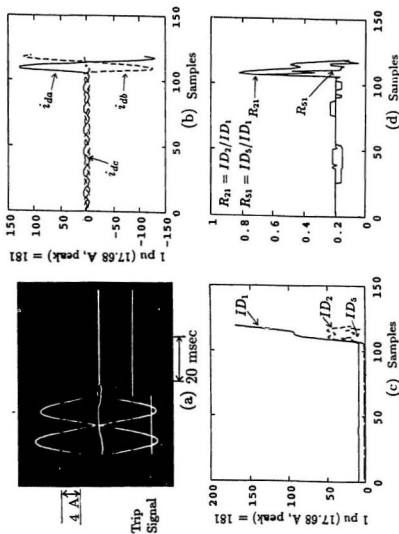 4 A
Trip
Signal
20 msec
(a)
1 pu (17.68 A, peak) = 181
150
100
50
0
-50
-100
-150
i_da
i_db
i_dc
0
50
100
150
(b) Samples
1 pu (17.68 A, peak) = 181
200
150
100
50
0
ID_1
ID_2
ID_5
0
50
100
150
(c) Samples
1
0.8
0.6
0.4
0.2
0
R_21 = ID_2/ID_1
R_51 = ID_5/ID_1
R_21
R_51
0
50
100
150
(d) Samples